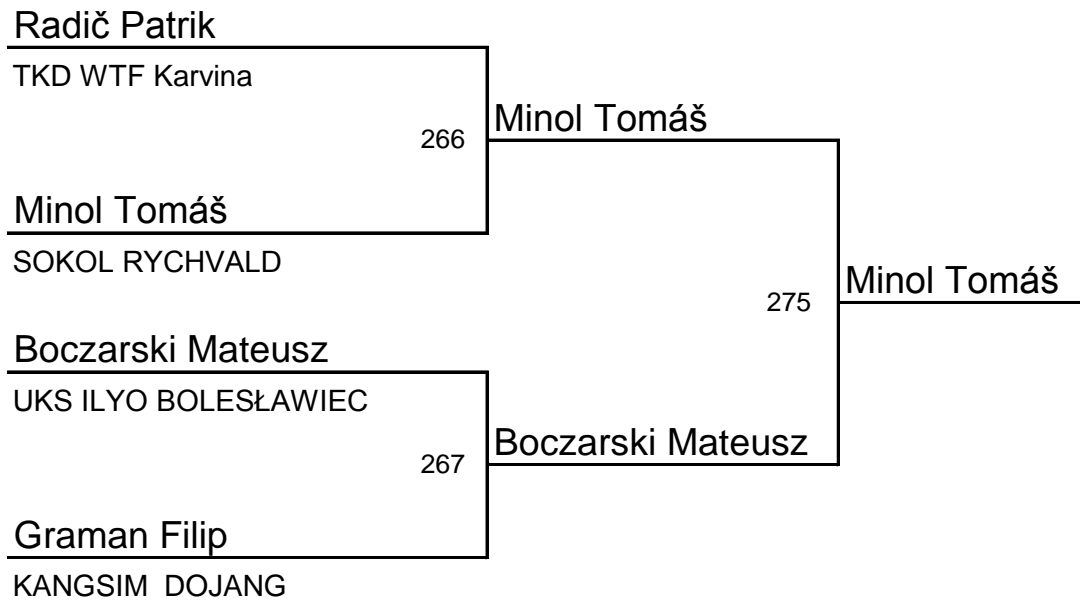 Radič Patrik
TKD WTF Karvina
266
Minol Tomáš
Minol Tomáš
SOKOL RYCHVALD
275
Minol Tomáš
Boczarski Mateusz
UKS ILYO BOLESŁAWIEC
267
Boczarski Mateusz
Graman Filip
KANGSIM  DOJANG